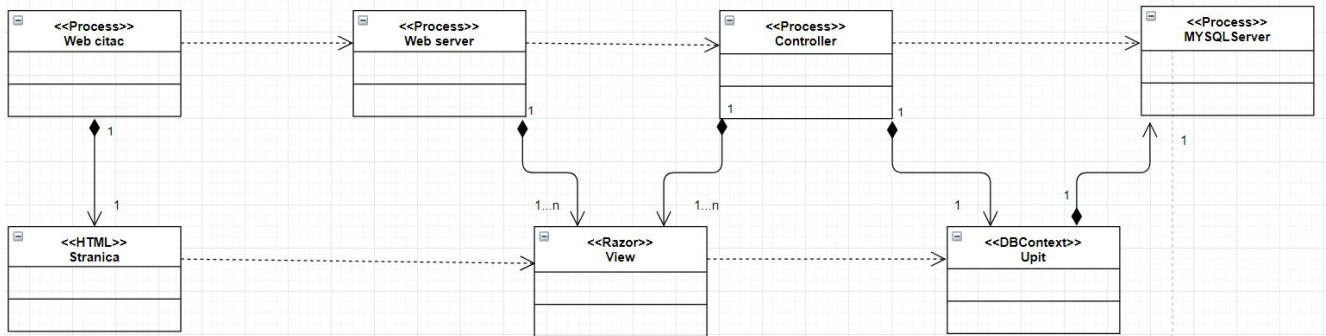 <<Process>>
Web citac
<<Process>>
Web server
<<Process>>
Controller
<<Process>>
MYSQLServer
1
1
1
1
1
1
1...n
1...n
1
1
<<HTML>>
Stranica
<<Razor>>
View
<<DBContext>>
Upit